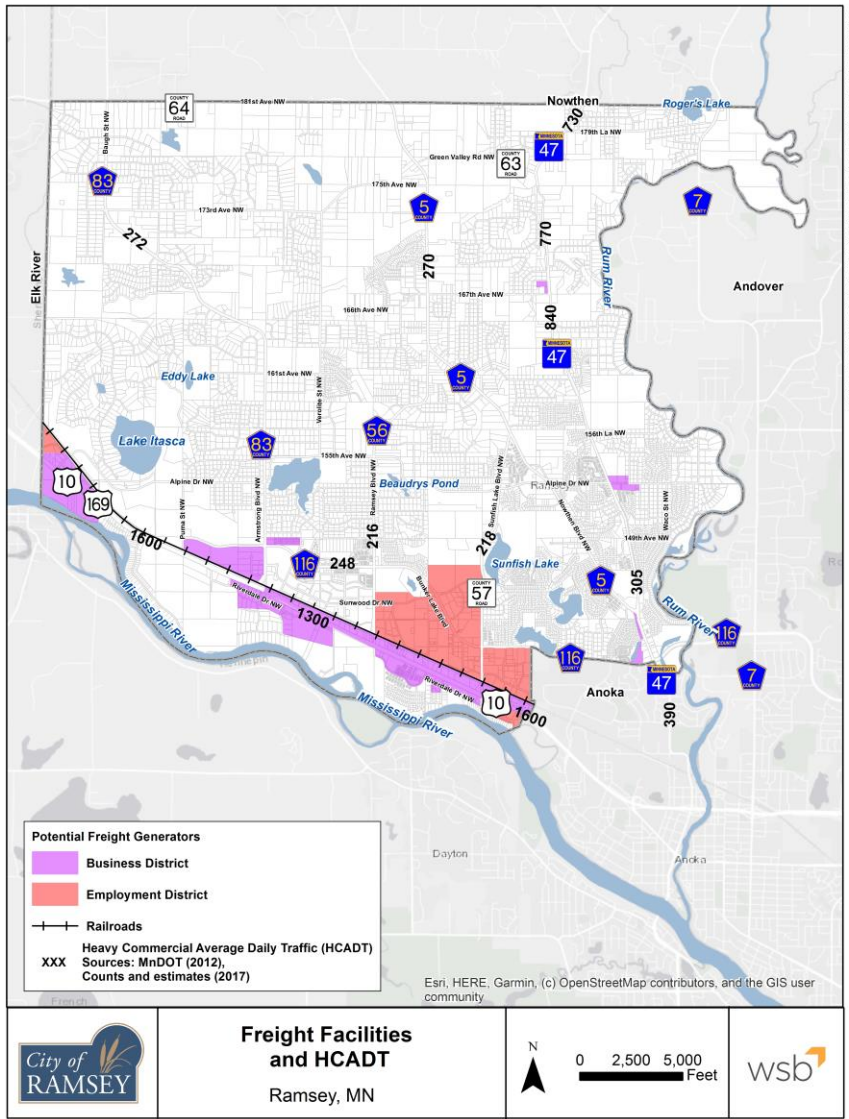 COUNTY
64
ROAD
181st Ave NW
Nowthen
Roger's Lake
730
MINNESOTA
47
179th La NW
Baugh St NW
Green Valley Rd NW
COUNTY
63
ROAD
83
COUNTY
175th Ave NW
5
COUNTY
7
COUNTY
173rd Ave NW
272
770
270
Rum River
Elk River
Andover
167th Ave NW
166th Ave NW
840
MINNESOTA
47
Eddy Lake
161st Ave NW
5
COUNTY
Variolite St NW
56
COUNTY
Lake Itasca
83
COUNTY
156th La NW
155th Ave NW
10
169
Alpine Dr NW
Puma St NW
Armstrong Blvd NW
Ramsey Blvd NW
Beaudrys Pond
Sunfish Lake Blvd NW
Ramsey
Alpine Dr NW
Nowthen Blvd NW
Waco St NW
149th Ave NW
1600
216
218
116
COUNTY
248
Sunfish Lake
5
COUNTY
305
Mississippi River
Riverdale Dr NW
1300
Sunwood Dr NW
Bunker Lake Blvd
COUNTY
57
ROAD
Rum River
116
COUNTY
Hennepin
116
COUNTY
7
COUNTY
Riverdale Dr NW
10
1600
Anoka
MINNESOTA
47
390
Mississippi River
Dayton
Anoka
Potential Freight Generators
Business District
Employment District
Railroads
XXX Heavy Commercial Average Daily Traffic (HCADT)
Sources: MnDOT (2012),
Counts and estimates (2017)
French
Esri, HERE, Garmin, (c) OpenStreetMap contributors, and the GIS user
community
City of
RAMSEY
Freight Facilities
and HCADT
Ramsey, MN
N
0 2,500 5,000
Feet
wsb